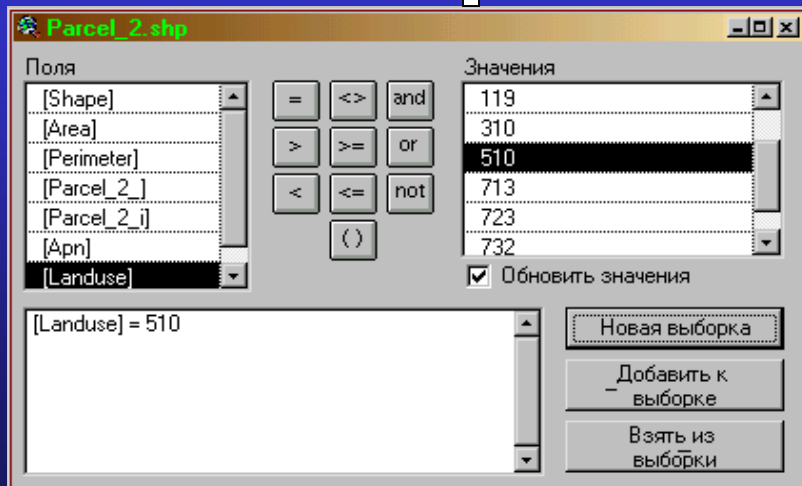 Parcel_2.shp
Поля
[Shape]
[Area]
[Perimeter]
[Parcel_2_]
[Parcel_2_i]
[Apn]
[Landuse]
= <> and
> >= or
< <= not
( )
Значения
119
310
510
713
723
732
Обновить значения
[Landuse] = 510
Новая выборка
_Добавить к
выборке
Взять из
выборки